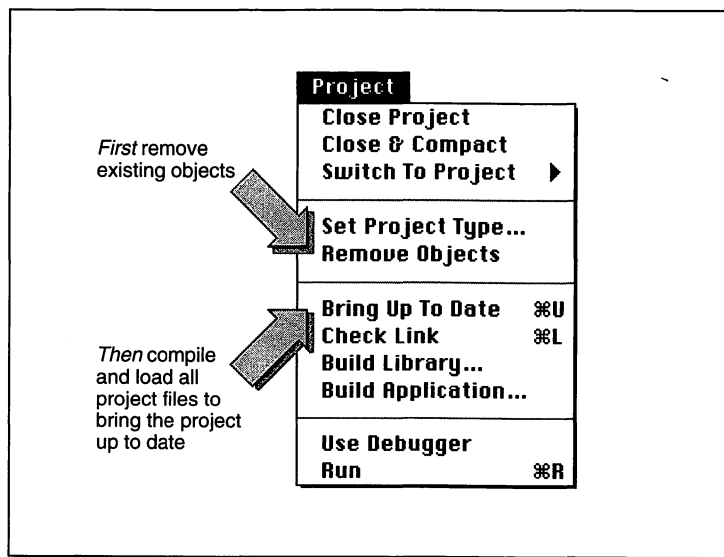 Project
Close Project
Close & Compact
Switch To Project
Set Project Type...
Remove Objects
Bring Up To Date ⌘U
Check Link ⌘L
Build Library...
Build Application...
Use Debugger
Run ⌘R
First remove
existing objects
Then compile
and load all
project files to
bring the project
up to date